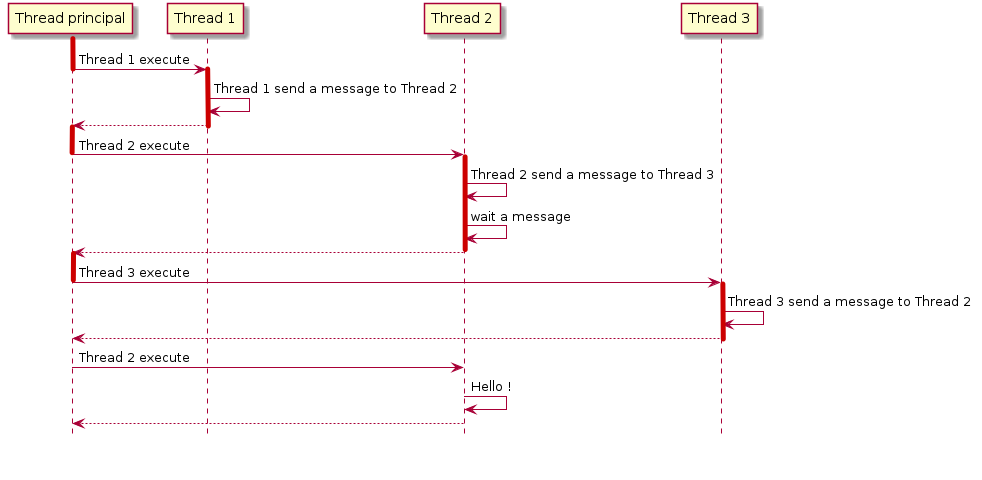 Thread principal
Thread 1
Thread 2
Thread 3
Thread 1 execute
Thread 1 send a message to Thread 2
Thread 2 execute
Thread 2 send a message to Thread 3
wait a message
Thread 3 execute
Thread 3 send a message to Thread 2
Thread 2 execute
Hello !